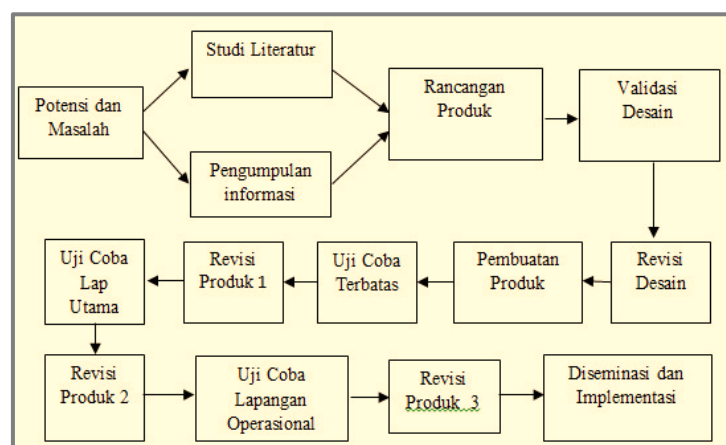 Studi Literatur
Potensi dan
Masalah
Pengumpulan
informasi
Rancangan
Produk
Validasi
Desain
Uji Coba
Lap
Utama
Revisi
Produk 1
Uji Coba
Terbatas
Pembuatan
Produk
Revisi
Desain
Revisi
Produk 2
Uji Coba
Lapangan
Operasional
Revisi
Produk 3
Diseminasi dan
Implementasi